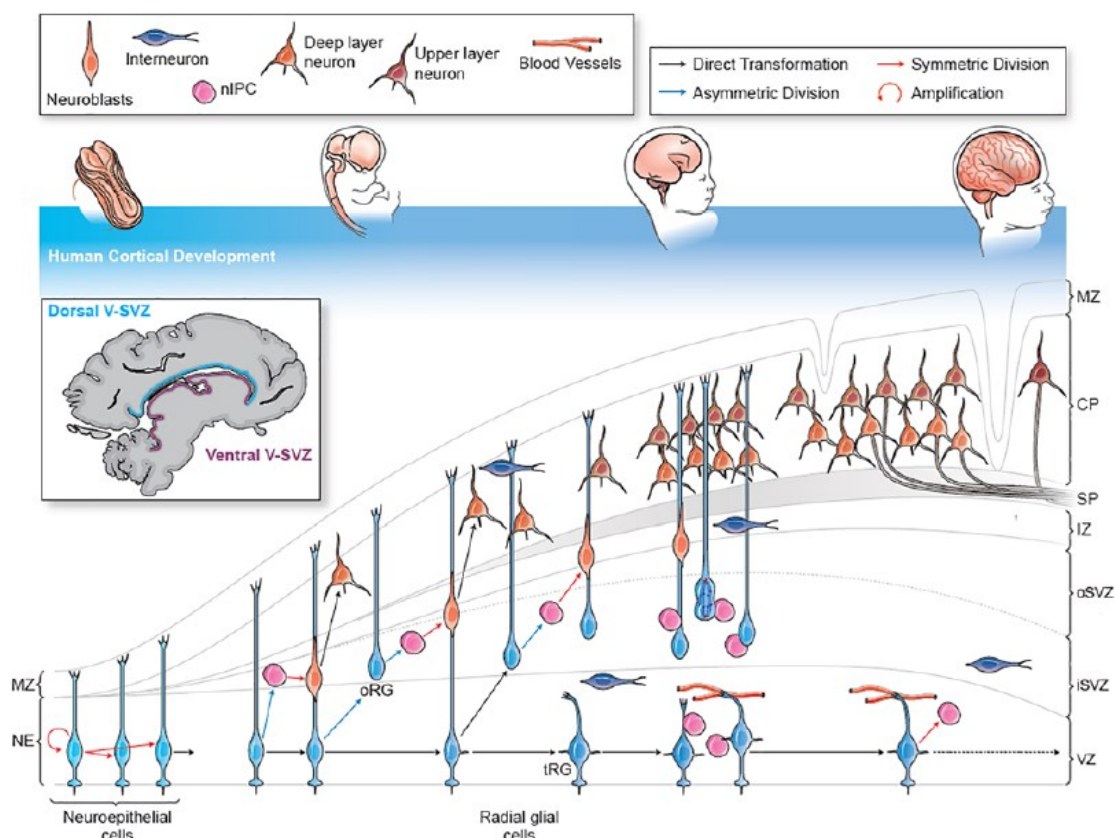 Neuroblasts
Interneuron
nIPC
Deep layer
neuron
Upper layer
neuron
Blood Vessels
Direct Transformation
Symmetric Division
Asymmetric Division
Amplification
Human Cortical Development
Dorsal V-SVZ
Ventral V-SVZ
MZ
CP
SP
IZ
oSVZ
iSVZ
VZ
MZ
NE
oRG
tRG
Neuroepithelial
cells
Radial glial
cells